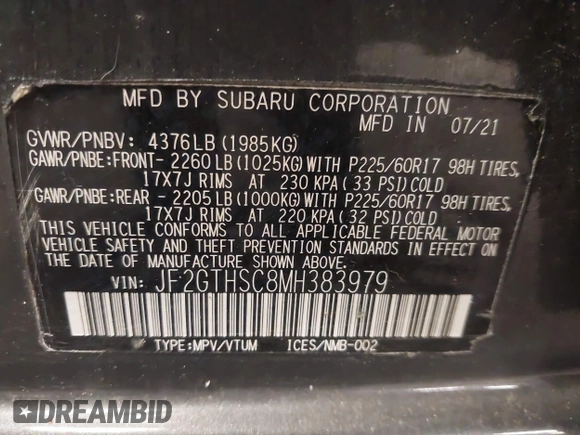 MFD BY SUBARU CORPORATION
MFD IN 07/21
GVWR/PNBV: 4376LB (1985KG)
GAWR/PNBE:FRONT- 2260LB (1025KG) WITH P225/60R17 98H TIRES,
17X7J RIMS AT 230 KPA (33 PSI) COLD
GAWR/PNBE:REAR - 2205LB (1000KG) WITH P225/60R17 98H TIRES,
17X7J RIMS AT 220 KPA (32 PSI) COLD
THIS VEHICLE CONFORMS TO ALL APPLICABLE FEDERAL MOTOR
VEHICLE SAFETY AND THEFT PREVENTION STANDARDS IN EFFECT ON
THE DATE OF MANUFACTURE SHOWN ABOVE.
VIN: JF2GTHSC8MH383979
TYPE:MPV/VTUM ICES/NMB-002
DREAMBID